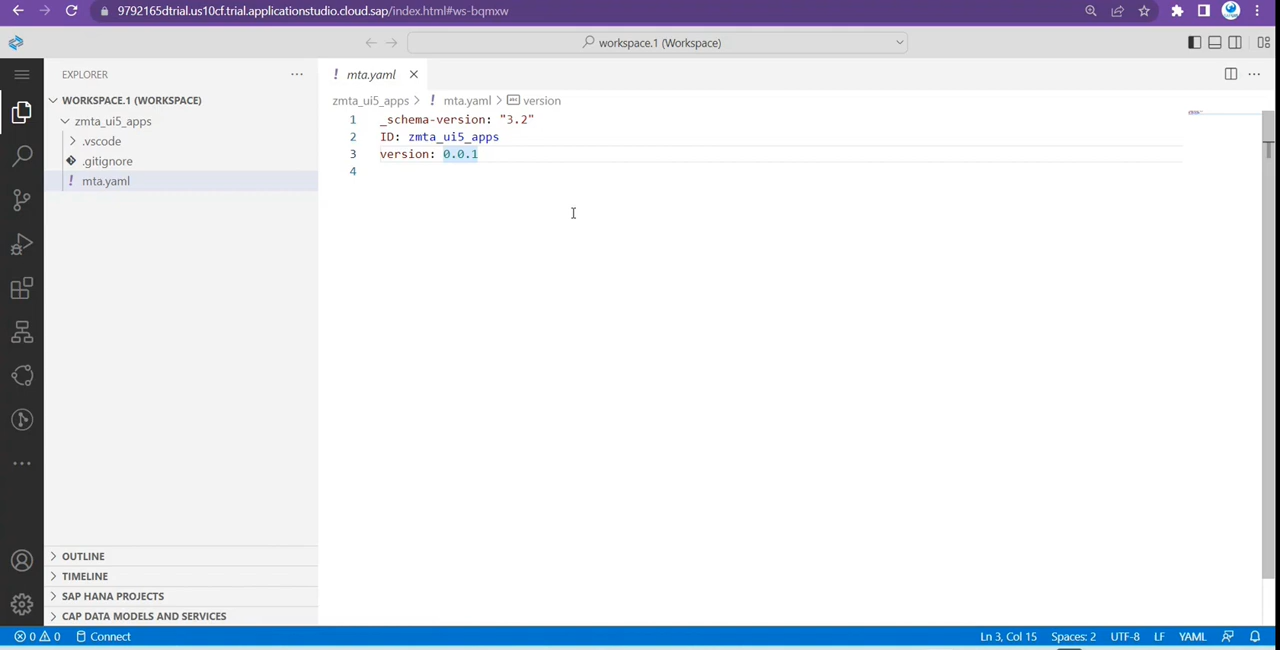 9792165dtrial.us10cf.trial.applicationstudio.cloud.sap/index.html#ws-bqmxw
workspace.1 (Workspace)
EXPLORER
mta.yaml
WORKSPACE.1 (WORKSPACE)
zmta_ui5_apps > ! mta.yaml > abc version
zmta_ui5_apps
.vscode
.gitignore
! mta.yaml
1 _schema-version: "3.2"
2 ID: zmta_ui5_apps
3 version: 0.0.1
4
OUTLINE
TIMELINE
SAP HANA PROJECTS
CAP DATA MODELS AND SERVICES
0 0 Connect
Ln 3, Col 15 Spaces: 2 UTF-8 LF YAML